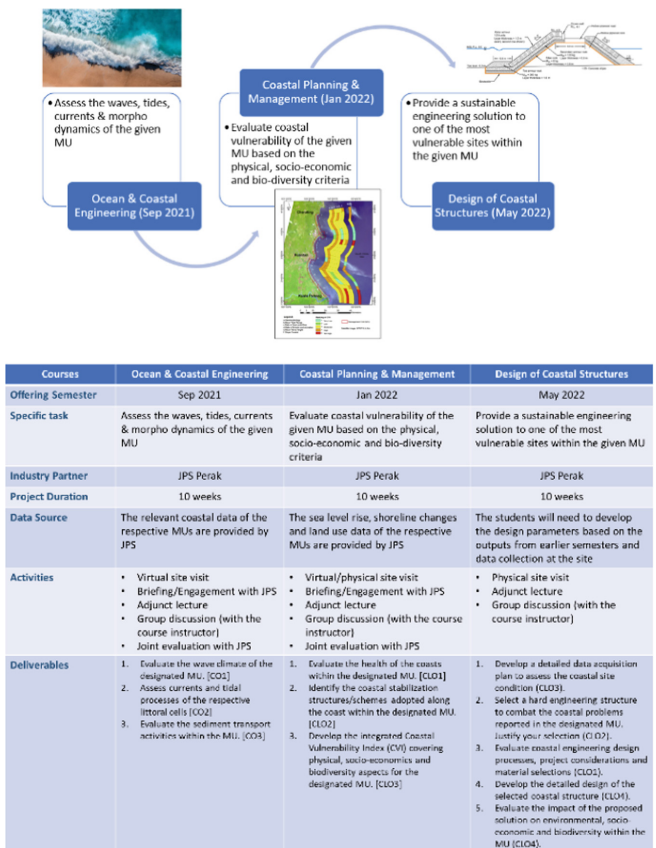 •Assess the waves, tides,
currents & morpho
dynamics of the given
MU
Ocean & Coastal
Engineering (Sep 2021)
Coastal Planning &
Management (Jan 2022)
•Evaluate coastal
vulnerability of the given
MU based on the
physical, socio-economic
and bio-diversity criteria
•Provide a sustainable
engineering solution to
one of the most
vulnerable sites within
the given MU
Design of Coastal
Structures (May 2022)
Courses
Ocean & Coastal Engineering
Coastal Planning & Management
Design of Coastal Structures
Offering Semester
Sep 2021
Jan 2022
May 2022
Specific task
Assess the waves, tides, currents
& morpho dynamics of the given
MU
Evaluate coastal vulnerability of the
given MU based on the physical,
socio-economic and bio-diversity
criteria
Provide a sustainable engineering
solution to one of the most
vulnerable sites within the given MU
Industry Partner
JPS Perak
JPS Perak
JPS Perak
Project Duration
10 weeks
10 weeks
10 weeks
Data Source
The relevant coastal data of the
respective MUs are provided by
JPS
The sea level rise, shoreline changes
and land use data of the respective
MUs are provided by JPS
The students will need to develop
the design parameters based on the
outputs from earlier semesters and
data collection at the site
Activities
• Virtual site visit
• Briefing/Engagement with JPS
• Adjunct lecture
• Group discussion (with the
course instructor)
• Joint evaluation with JPS
• Virtual/physical site visit
• Briefing/Engagement with JPS
• Adjunct lecture
• Group discussion (with the course
instructor)
• Joint evaluation with JPS
• Physical site visit
• Adjunct lecture
• Group discussion (with the
course instructor)
Deliverables
1. Evaluate the wave climate of the
designated MU. [CO1]
2. Assess currents and tidal
processes of the respective
littoral cells [CO2]
3. Evaluate the sediment transport
activities within the MU. [CO3]
1. Evaluate the health of the coasts
within the designated MU. [CLO1]
2. Identify the coastal stabilization
structures/schemes adopted along
the coast within the designated MU.
[CLO2]
3. Develop the integrated Coastal
Vulnerability Index (CVI) covering
physical, socio-economics and
biodiversity aspects for the
designated MU. [CLO3]
1. Develop a detailed data acquisition
plan to assess the coastal site
condition (CLO3).
2. Select a hard engineering structure
to combat the coastal problems
reported in the designated MU.
Justify your selection (CLO2).
3. Evaluate coastal engineering design
processes, project considerations and
material selections (CLO1).
4. Develop the detailed design of the
selected coastal structure (CLO4).
5. Evaluate the impact of the proposed
solution on environmental, socio-
economic and biodiversity within the
MU (CLO4).